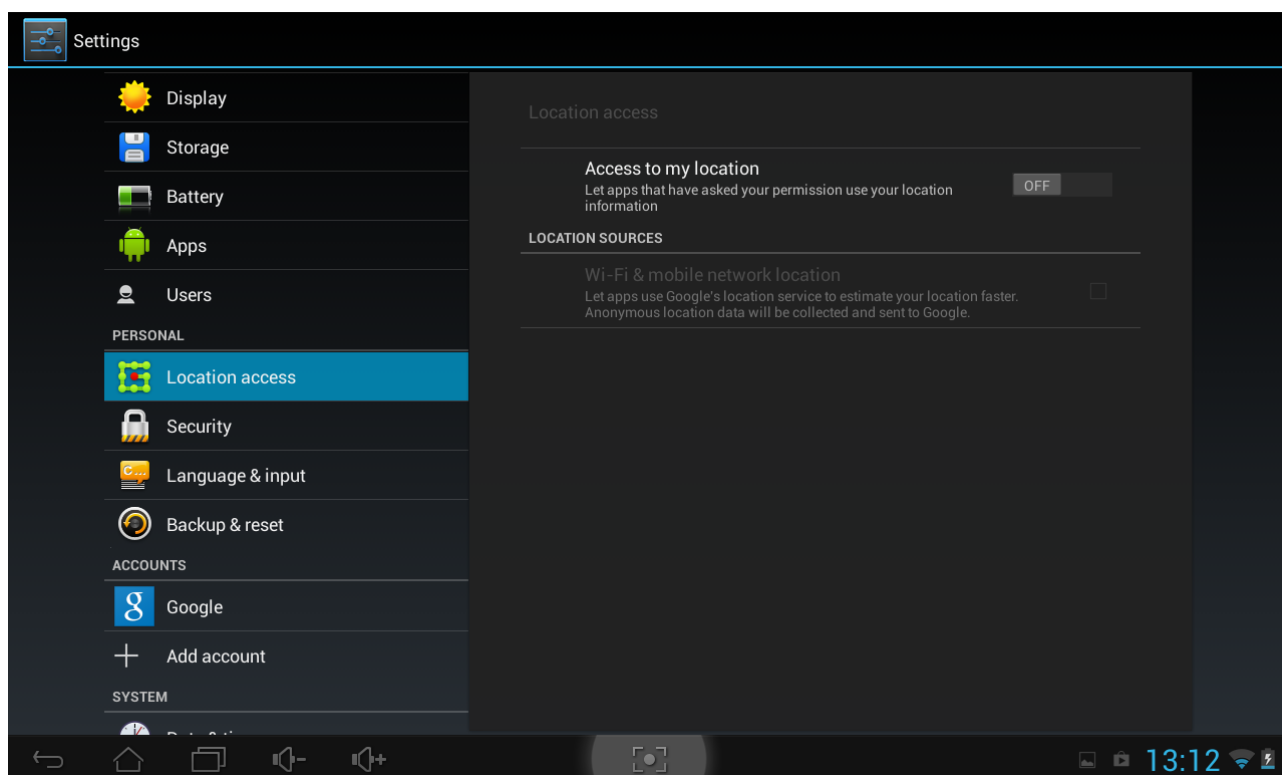 Settings
Display
Storage
Battery
Apps
Users
PERSONAL
Location access
Security
Language & input
Backup & reset
ACCOUNTS
Google
Add account
SYSTEM
Location access
Access to my location
Let apps that have asked your permission use your location
information
OFF
LOCATION SOURCES
Wi-Fi & mobile network location
Let apps use Google's location service to estimate your location faster.
Anonymous location data will be collected and sent to Google.
13:12